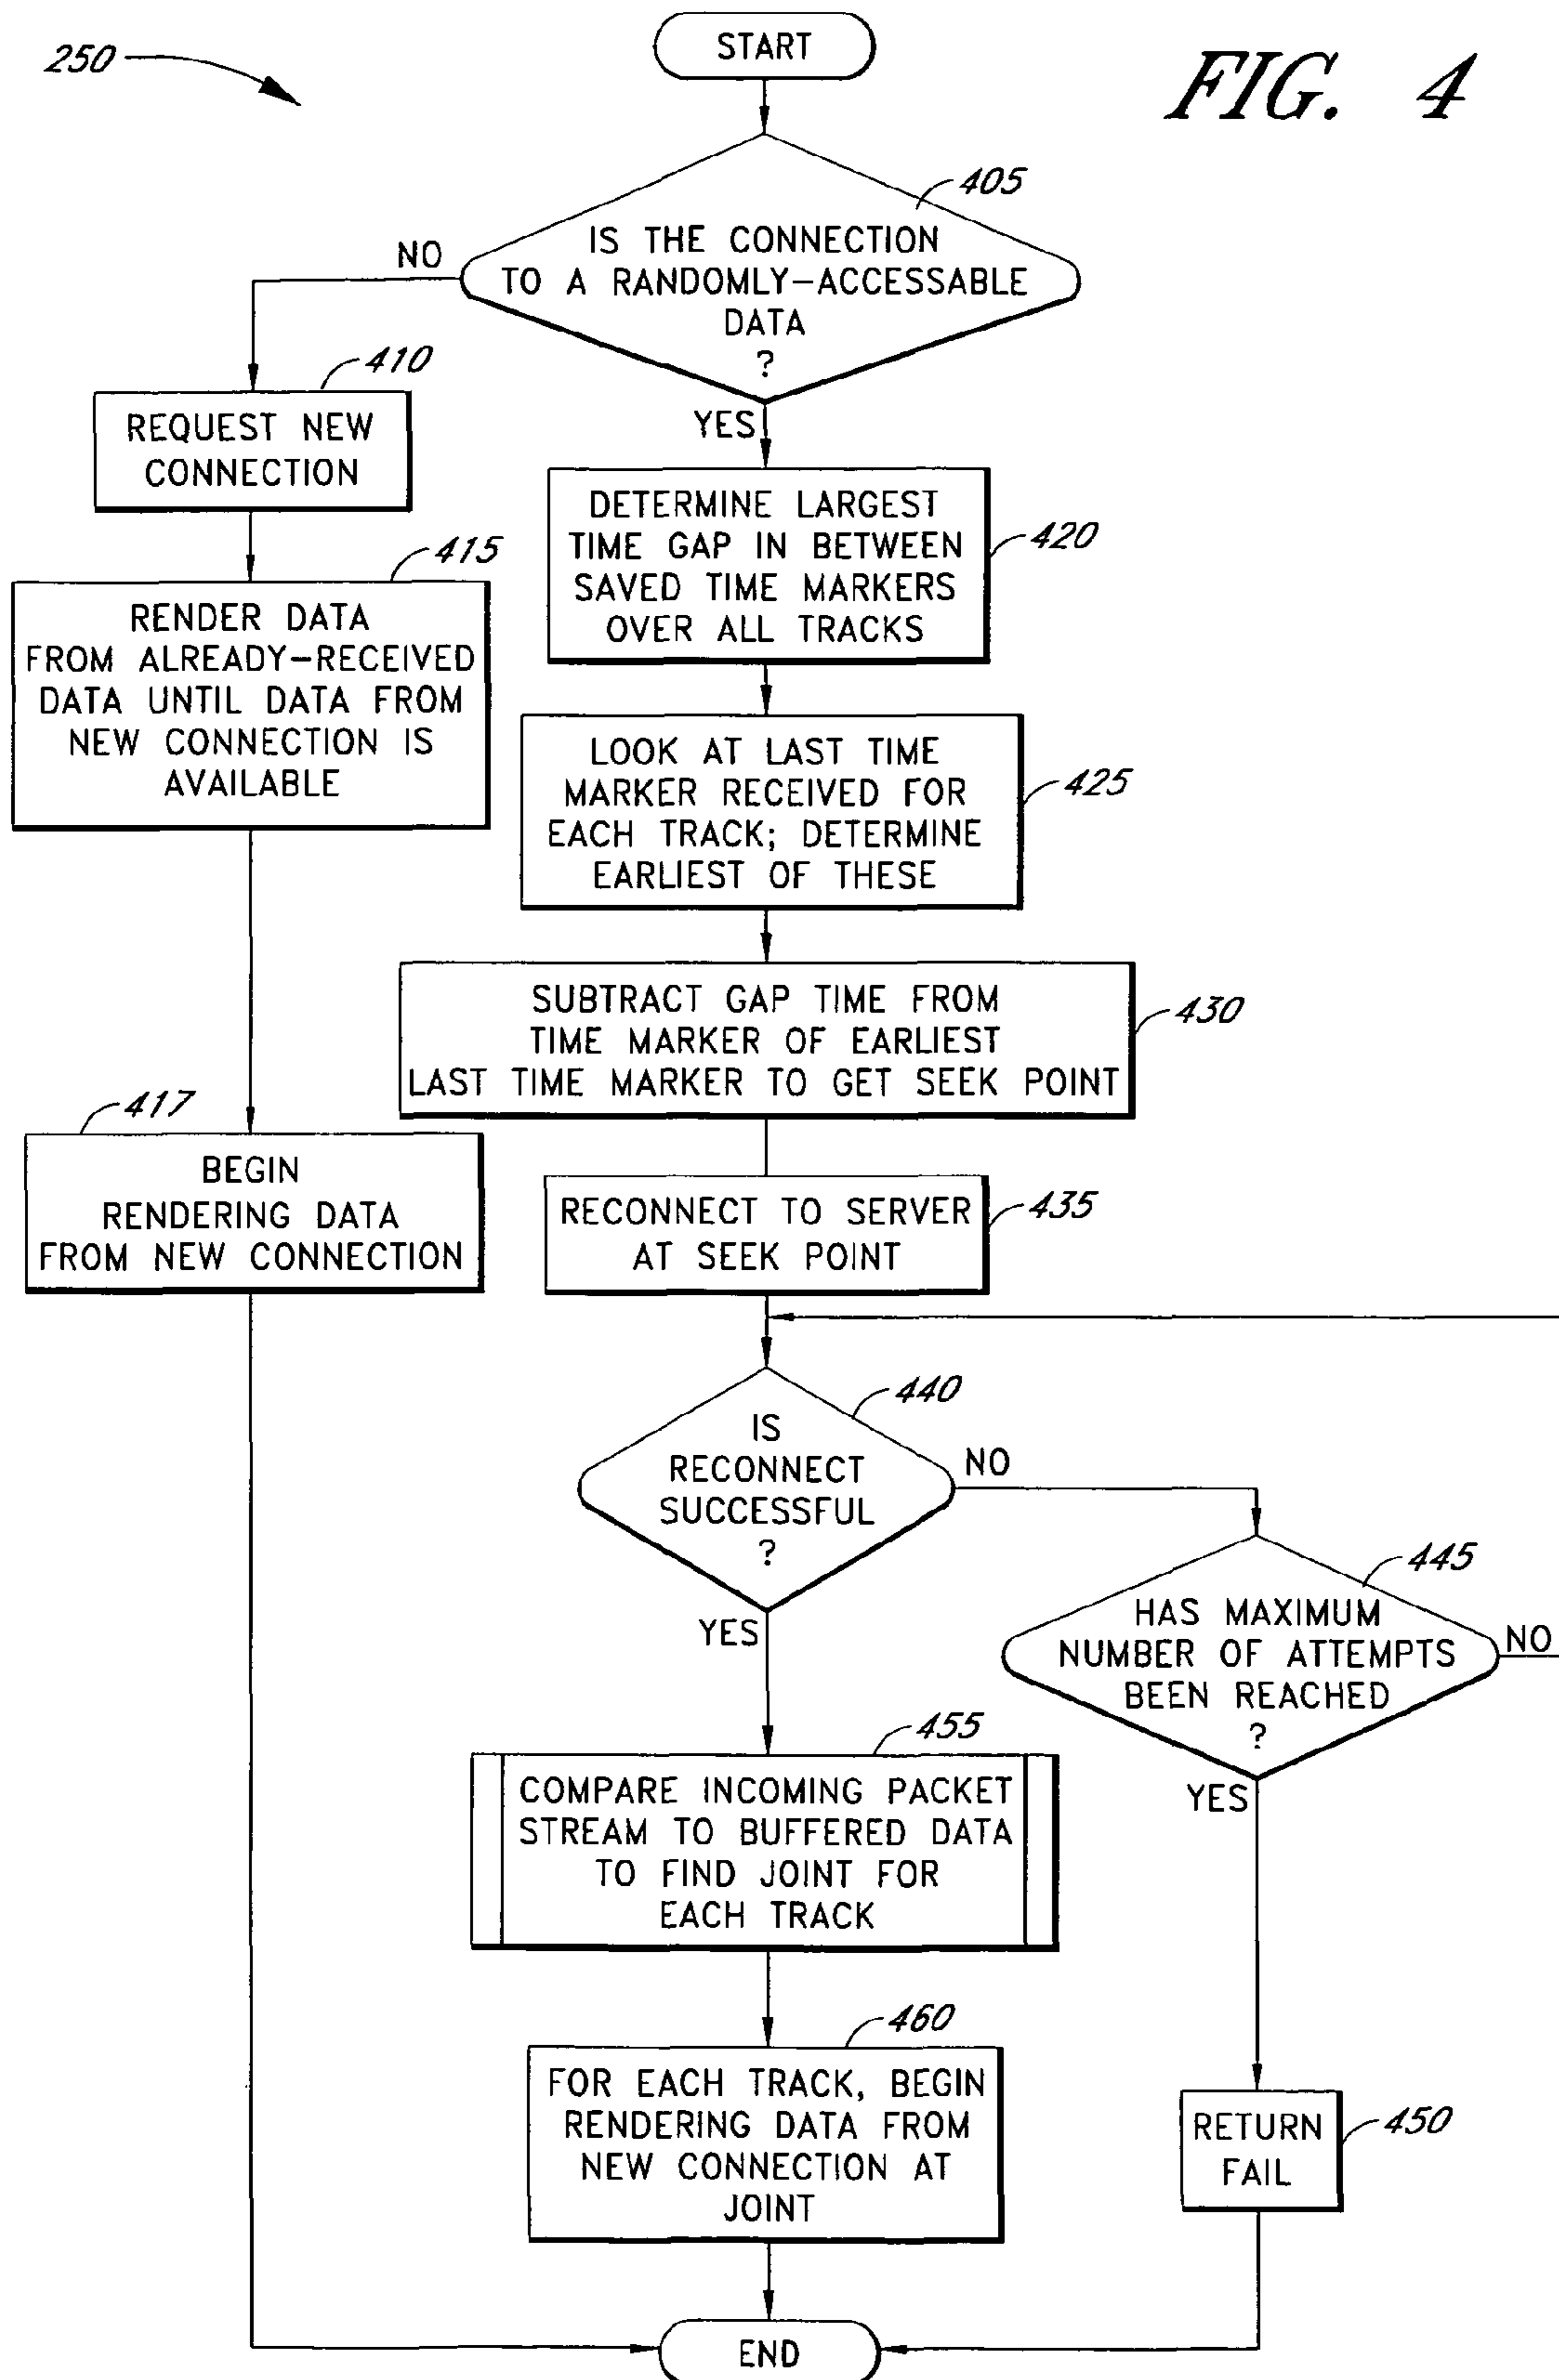 250
START
FIG. 4
405
IS THE CONNECTION
TO A RANDOMLY-ACCESSABLE
DATA
?
NO
YES
410
REQUEST NEW
CONNECTION
415
RENDER DATA
FROM ALREADY-RECEIVED
DATA UNTIL DATA FROM
NEW CONNECTION IS
AVAILABLE
417
BEGIN
RENDERING DATA
FROM NEW CONNECTION
DETERMINE LARGEST
TIME GAP IN BETWEEN
SAVED TIME MARKERS
OVER ALL TRACKS
420
LOOK AT LAST TIME
MARKER RECEIVED FOR
EACH TRACK; DETERMINE
EARLIEST OF THESE
425
SUBTRACT GAP TIME FROM
TIME MARKER OF EARLIEST
LAST TIME MARKER TO GET SEEK POINT
430
RECONNECT TO SERVER
AT SEEK POINT
435
440
IS
RECONNECT
SUCCESSFUL
?
NO
YES
445
HAS MAXIMUM
NUMBER OF ATTEMPTS
BEEN REACHED
?
NO
YES
455
COMPARE INCOMING PACKET
STREAM TO BUFFERED DATA
TO FIND JOINT FOR
EACH TRACK
460
FOR EACH TRACK, BEGIN
RENDERING DATA FROM
NEW CONNECTION AT
JOINT
RETURN
FAIL
450
END